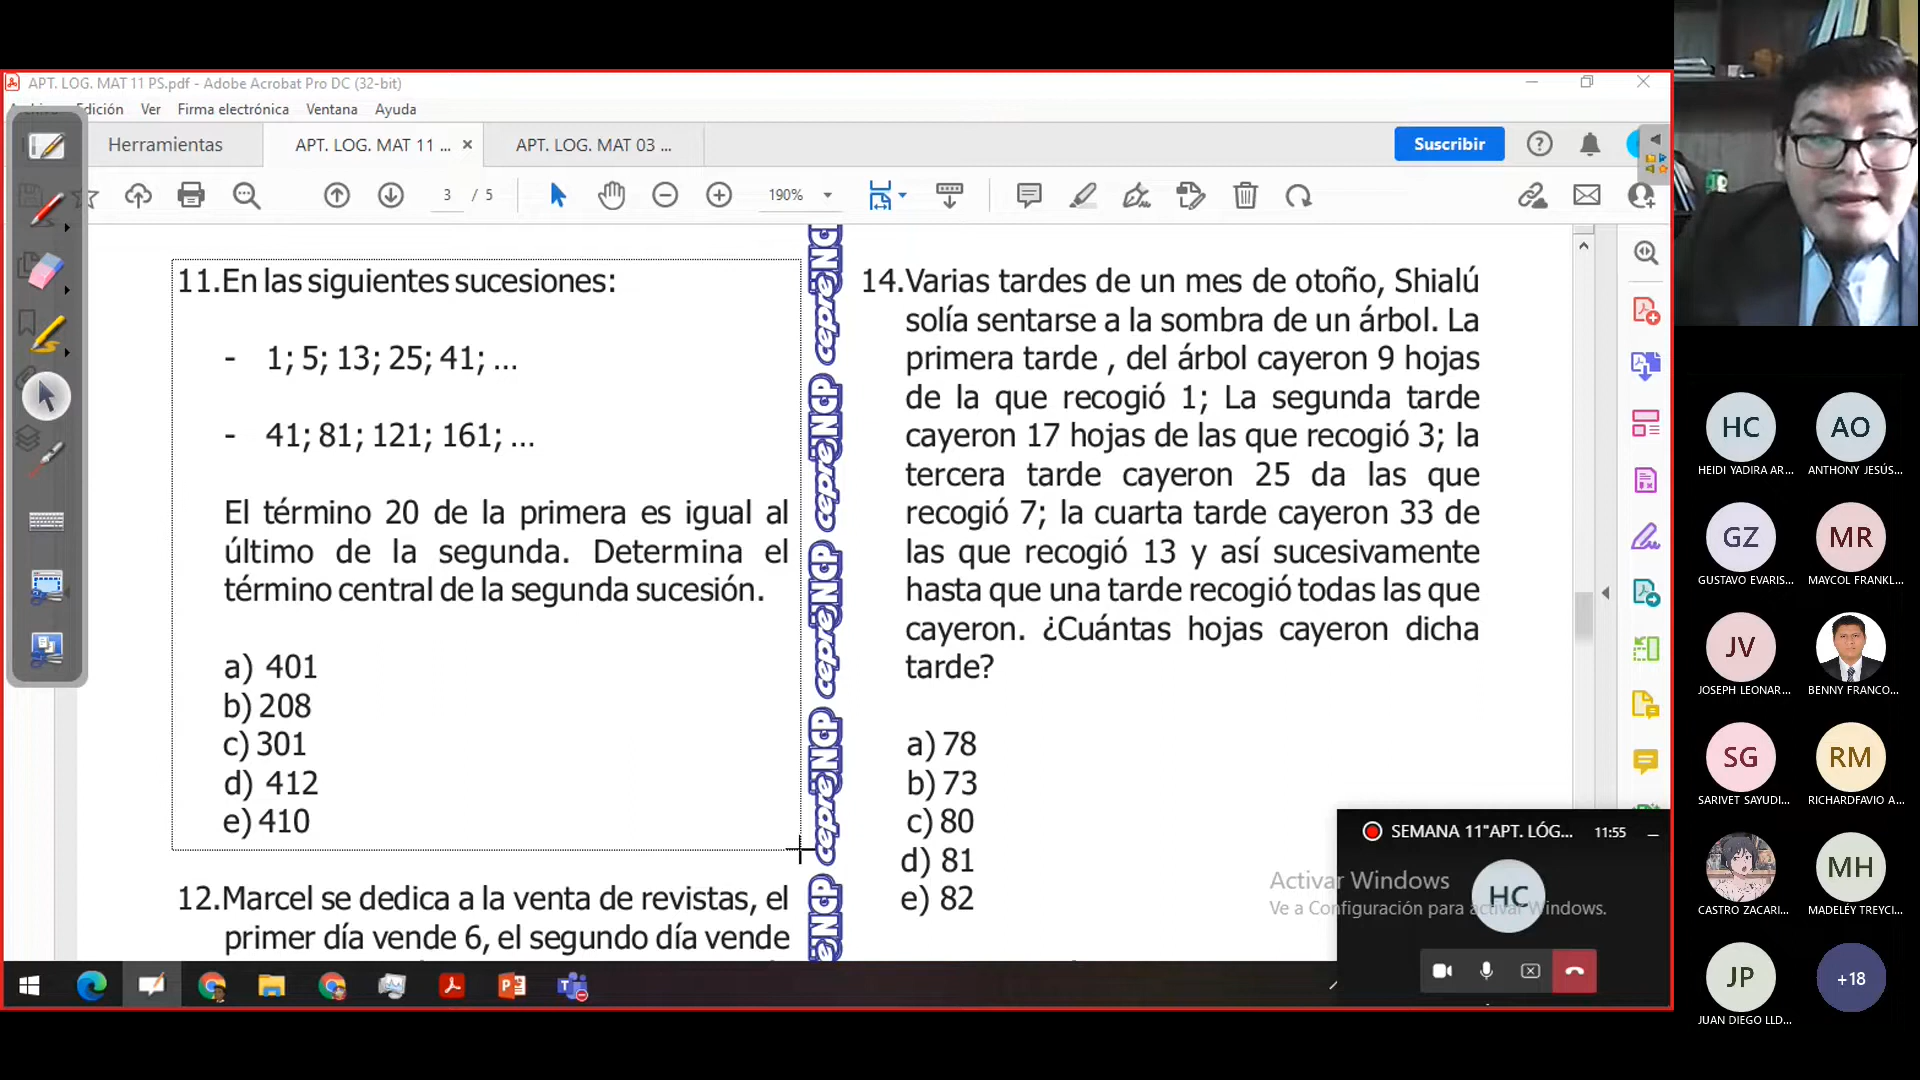 APT. LOG. MAT 11 PS.pdf - Adobe Acrobat Pro DC (32-bit)
Edición Ver Firma electrónica Ventana Ayuda
Herramientas
APT. LOG. MAT 11 ... ×
APT. LOG. MAT 03 ...
Suscribir
3 / 5
190%
11.En las siguientes sucesiones:
- 1; 5; 13; 25; 41; ...
- 41; 81; 121; 161; ...
El término 20 de la primera es igual al
último de la segunda. Determina el
término central de la segunda sucesión.
a) 401
b) 208
c) 301
d) 412
e) 410
12.Marcel se dedica a la venta de revistas, el
primer día vende 6, el segundo día vende
cepreUNCP cepreUNCP cepreUNCP cepreUNCP
14.Varias tardes de un mes de otoño, Shialú
solía sentarse a la sombra de un árbol. La
primera tarde , del árbol cayeron 9 hojas
de la que recogió 1; La segunda tarde
cayeron 17 hojas de las que recogió 3; la
tercera tarde cayeron 25 da las que
recogió 7; la cuarta tarde cayeron 33 de
las que recogió 13 y así sucesivamente
hasta que una tarde recogió todas las que
cayeron. ¿Cuántas hojas cayeron dicha
tarde?
a) 78
b) 73
c) 80
d) 81
e) 82
Activar Windows
Ve a Configuración para activar Windows.
SEMANA 11"APT. LÓG... 11:55
HC
HC
HEIDI YADIRA AR...
AO
ANTHONY JESÚS...
GZ
GUSTAVO EVARIS...
MR
MAYCOL FRANKL...
JV
JOSEPH LEONAR...
BENNY FRANCO...
SG
SARIVET SAYUDI...
RM
RICHARDFAVIO A...
CASTRO ZACARI...
MH
MADELÉY TREYCI...
JP
JUAN DIEGO LLD...
+18